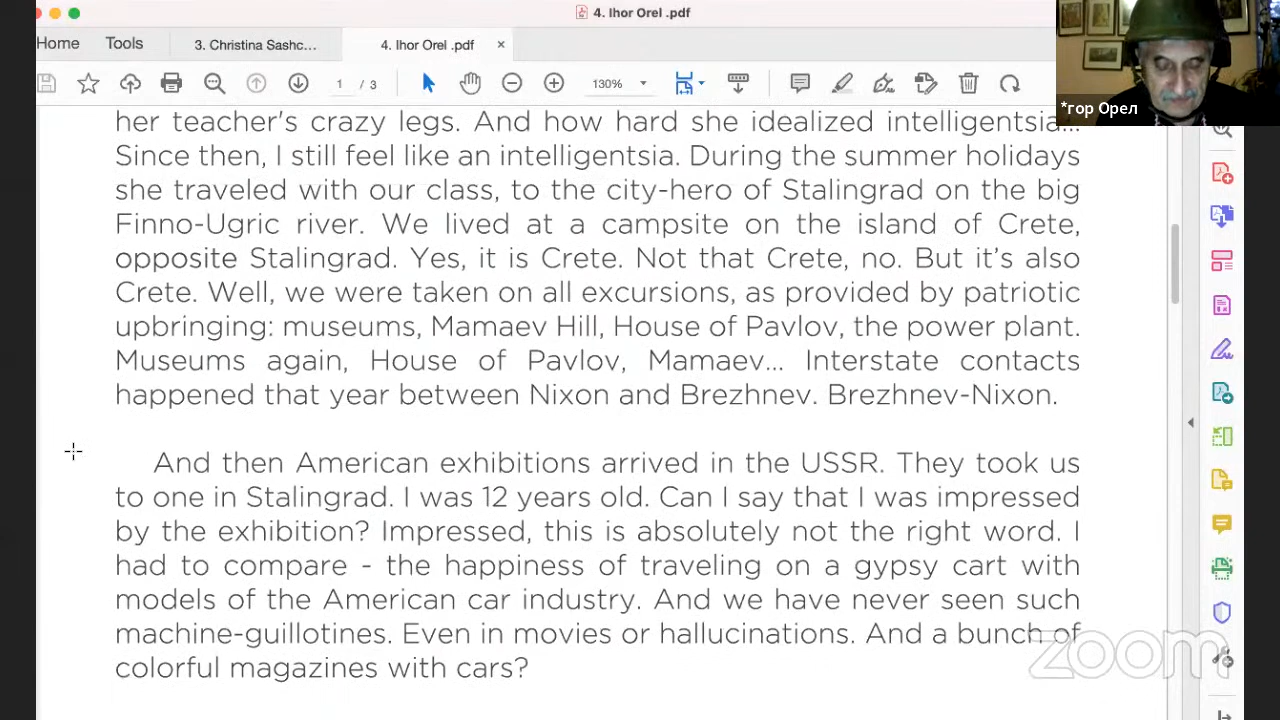 4. Ihor Orel .pdf
Home Tools 3. Christina Sashc... 4. Ihor Orel .pdf ×
1 / 3 130%
*гор Орел
her teacher's crazy legs. And how hard she idealized intelligentsia...
Since then, I still feel like an intelligentsia. During the summer holidays
she traveled with our class, to the city-hero of Stalingrad on the big
Finno-Ugric river. We lived at a campsite on the island of Crete,
opposite Stalingrad. Yes, it is Crete. Not that Crete, no. But it’s also
Crete. Well, we were taken on all excursions, as provided by patriotic
upbringing: museums, Mamaev Hill, House of Pavlov, the power plant.
Museums again, House of Pavlov, Mamaev... Interstate contacts
happened that year between Nixon and Brezhnev. Brezhnev-Nixon.
And then American exhibitions arrived in the USSR. They took us
to one in Stalingrad. I was 12 years old. Can I say that I was impressed
by the exhibition? Impressed, this is absolutely not the right word. I
had to compare - the happiness of traveling on a gypsy cart with
models of the American car industry. And we have never seen such
machine-guillotines. Even in movies or hallucinations. And a bunch of
colorful magazines with cars?
zoom